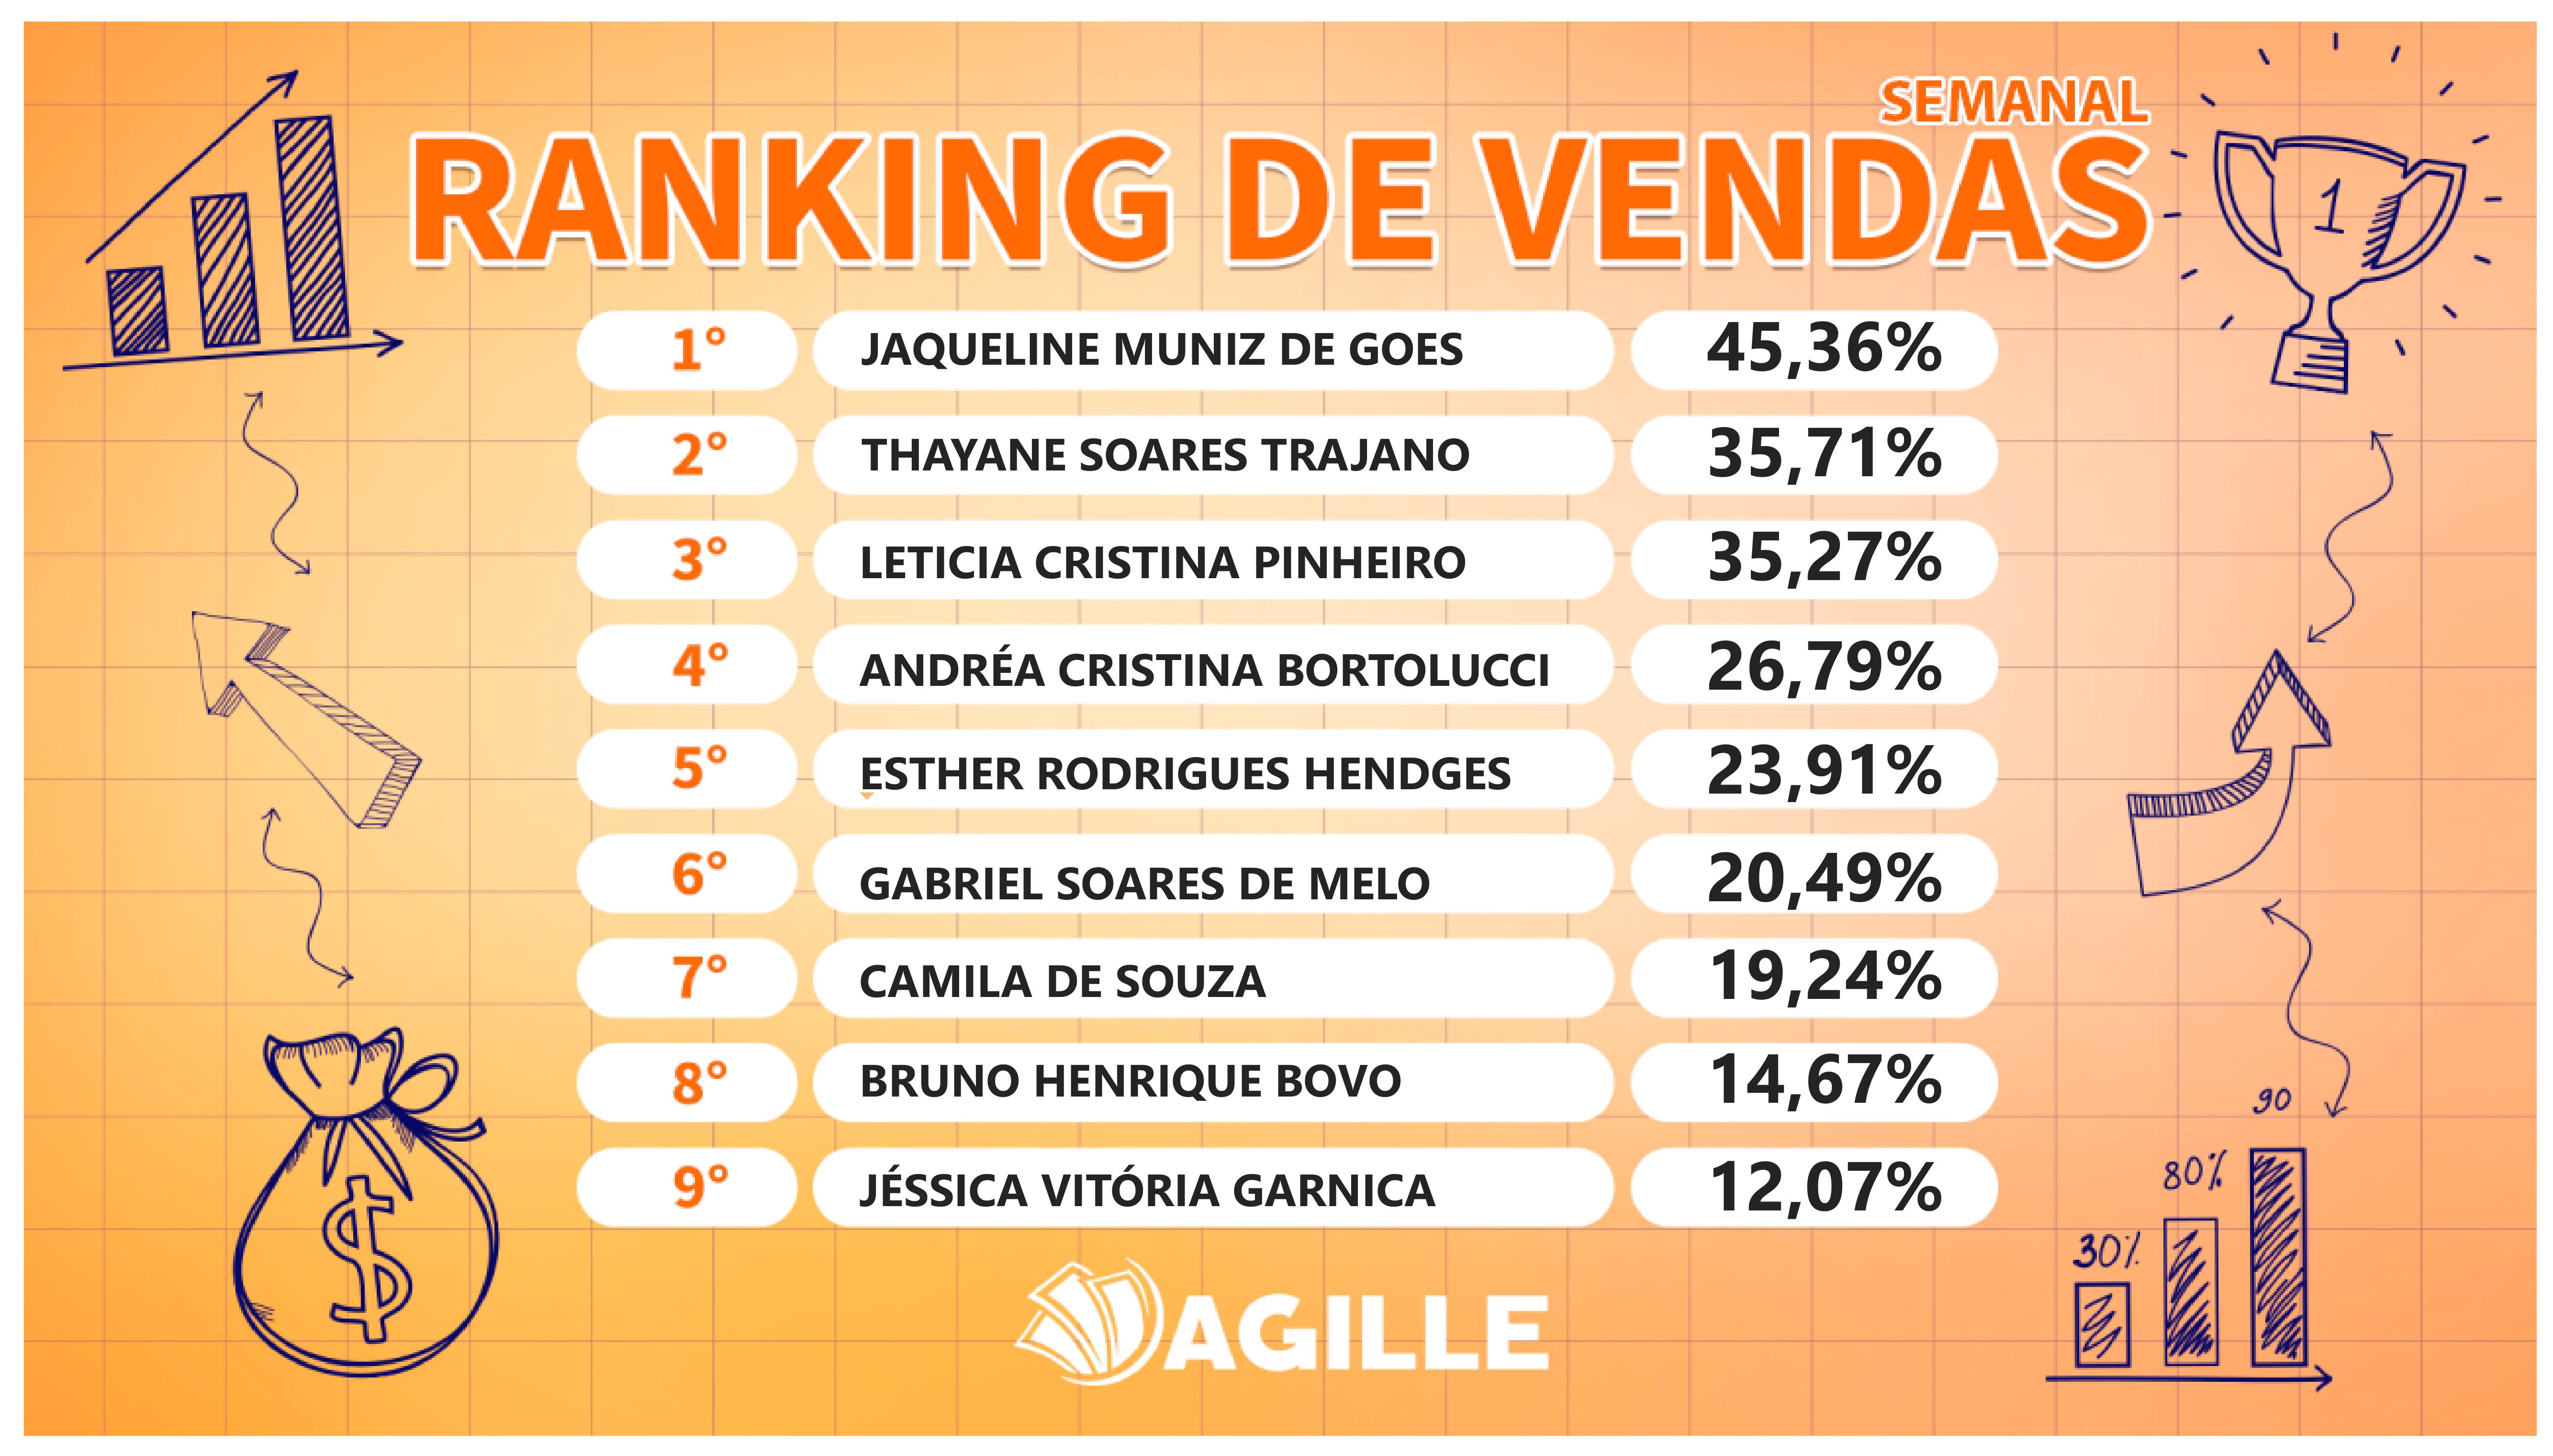 SEMANAL
RANKING DE VENDAS
1
1° JAQUELINE MUNIZ DE GOES 45,36%
2° THAYANE SOARES TRAJANO 35,71%
3° LETICIA CRISTINA PINHEIRO 35,27%
4° ANDRÉA CRISTINA BORTOLUCCI 26,79%
5° ESTHER RODRIGUES HENDGES 23,91%
6° GABRIEL SOARES DE MELO 20,49%
7° CAMILA DE SOUZA 19,24%
8° BRUNO HENRIQUE BOVO 14,67%
9° JÉSSICA VITÓRIA GARNICA 12,07%
$
30% 80% 90
AGILLE